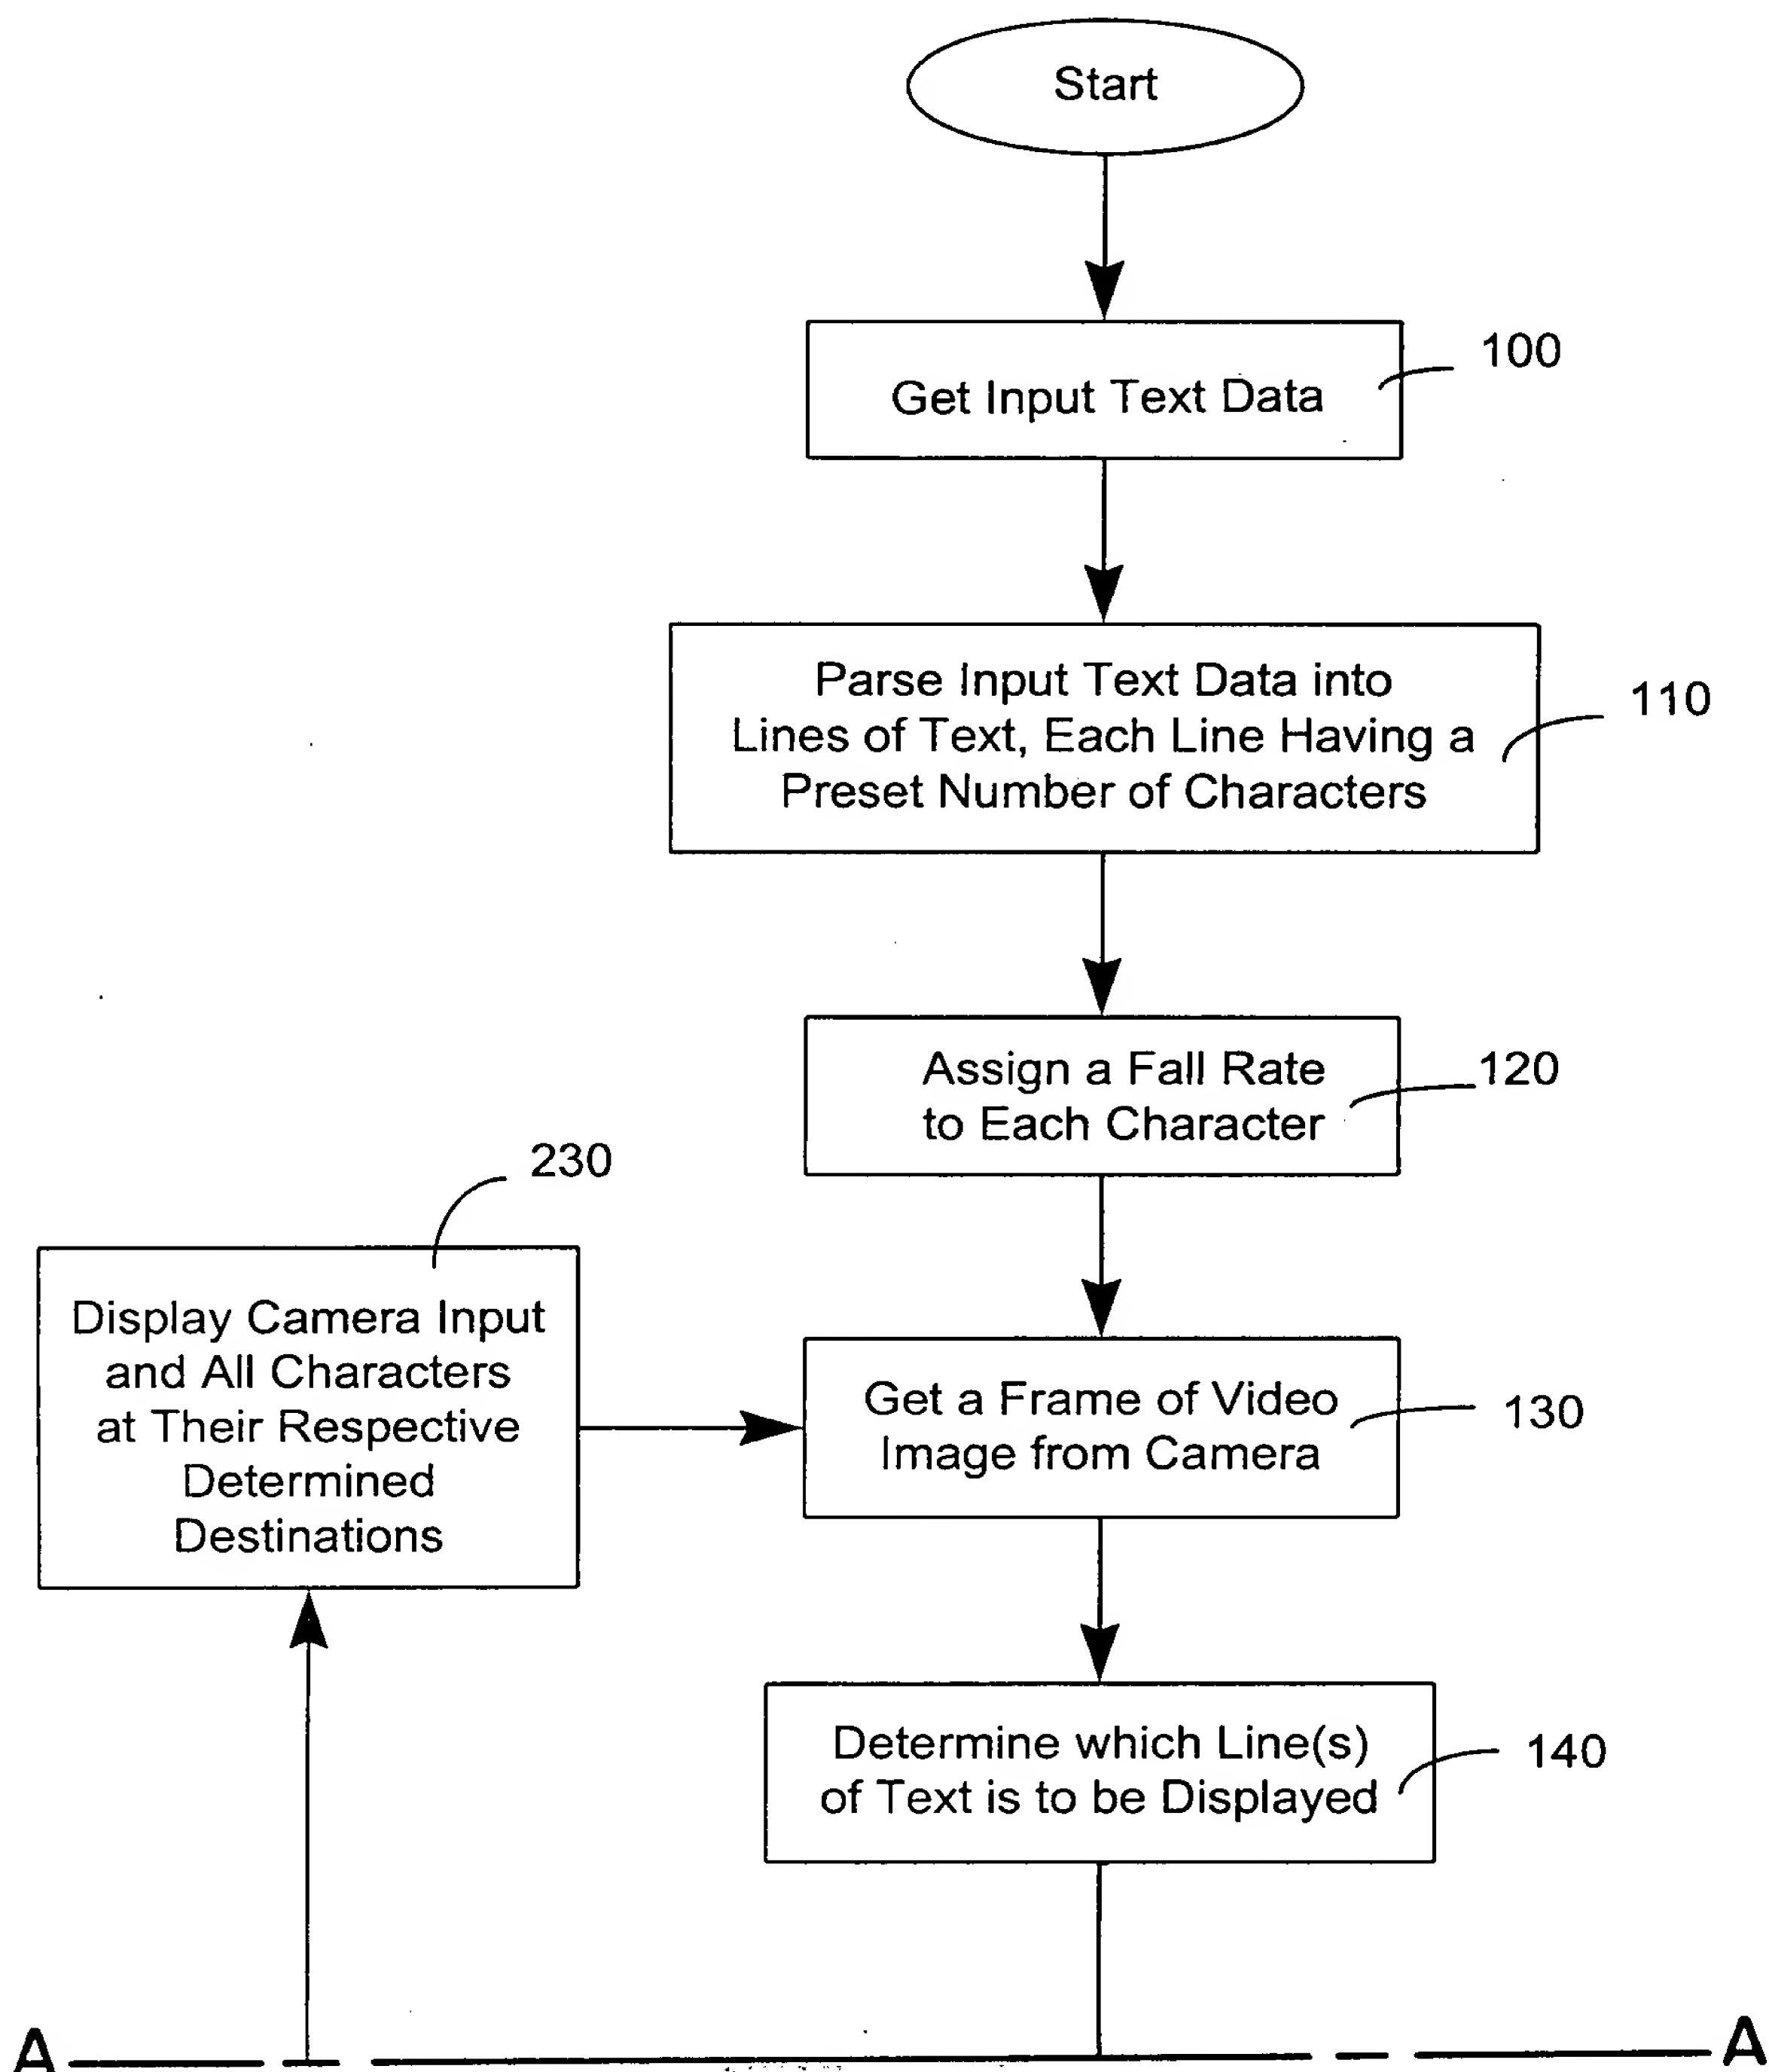 Start
100
Get Input Text Data
Parse Input Text Data into
Lines of Text, Each Line Having a
Preset Number of Characters
110
Assign a Fall Rate
to Each Character
120
230
Display Camera Input
and All Characters
at Their Respective
Determined
Destinations
Get a Frame of Video
Image from Camera
130
Determine which Line(s)
of Text is to be Displayed
140
A
A